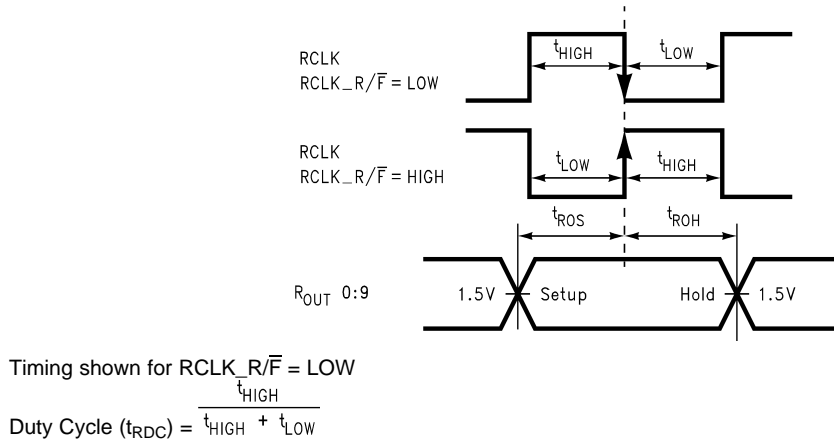 RCLK
RCLK_R/F̅ = LOW
tHIGH
tLOW
RCLK
RCLK_R/F̅ = HIGH
tLOW
tHIGH
tROS
tROH
ROUT 0:9
1.5V
Setup
Hold
1.5V
Timing shown for RCLK_R/F̅ = LOW
Duty Cycle (tRDC) = tHIGH
tHIGH + tLOW